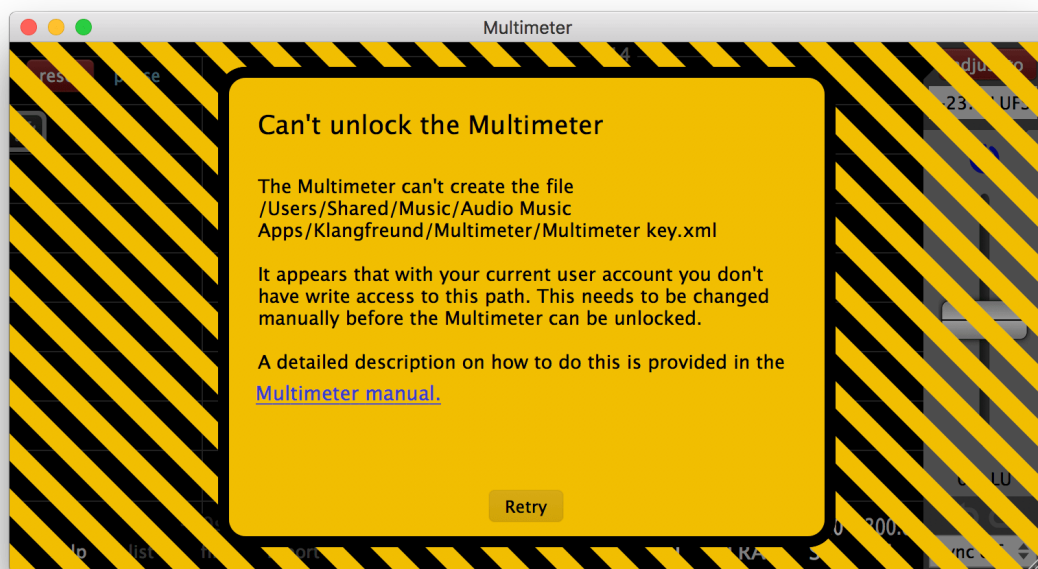 Multimeter
Can't unlock the Multimeter
The Multimeter can't create the file
/Users/Shared/Music/Audio Music
Apps/Klangfreund/Multimeter/Multimeter key.xml
It appears that with your current user account you don't
have write access to this path. This needs to be changed
manually before the Multimeter can be unlocked.
A detailed description on how to do this is provided in the
Multimeter manual.
Retry